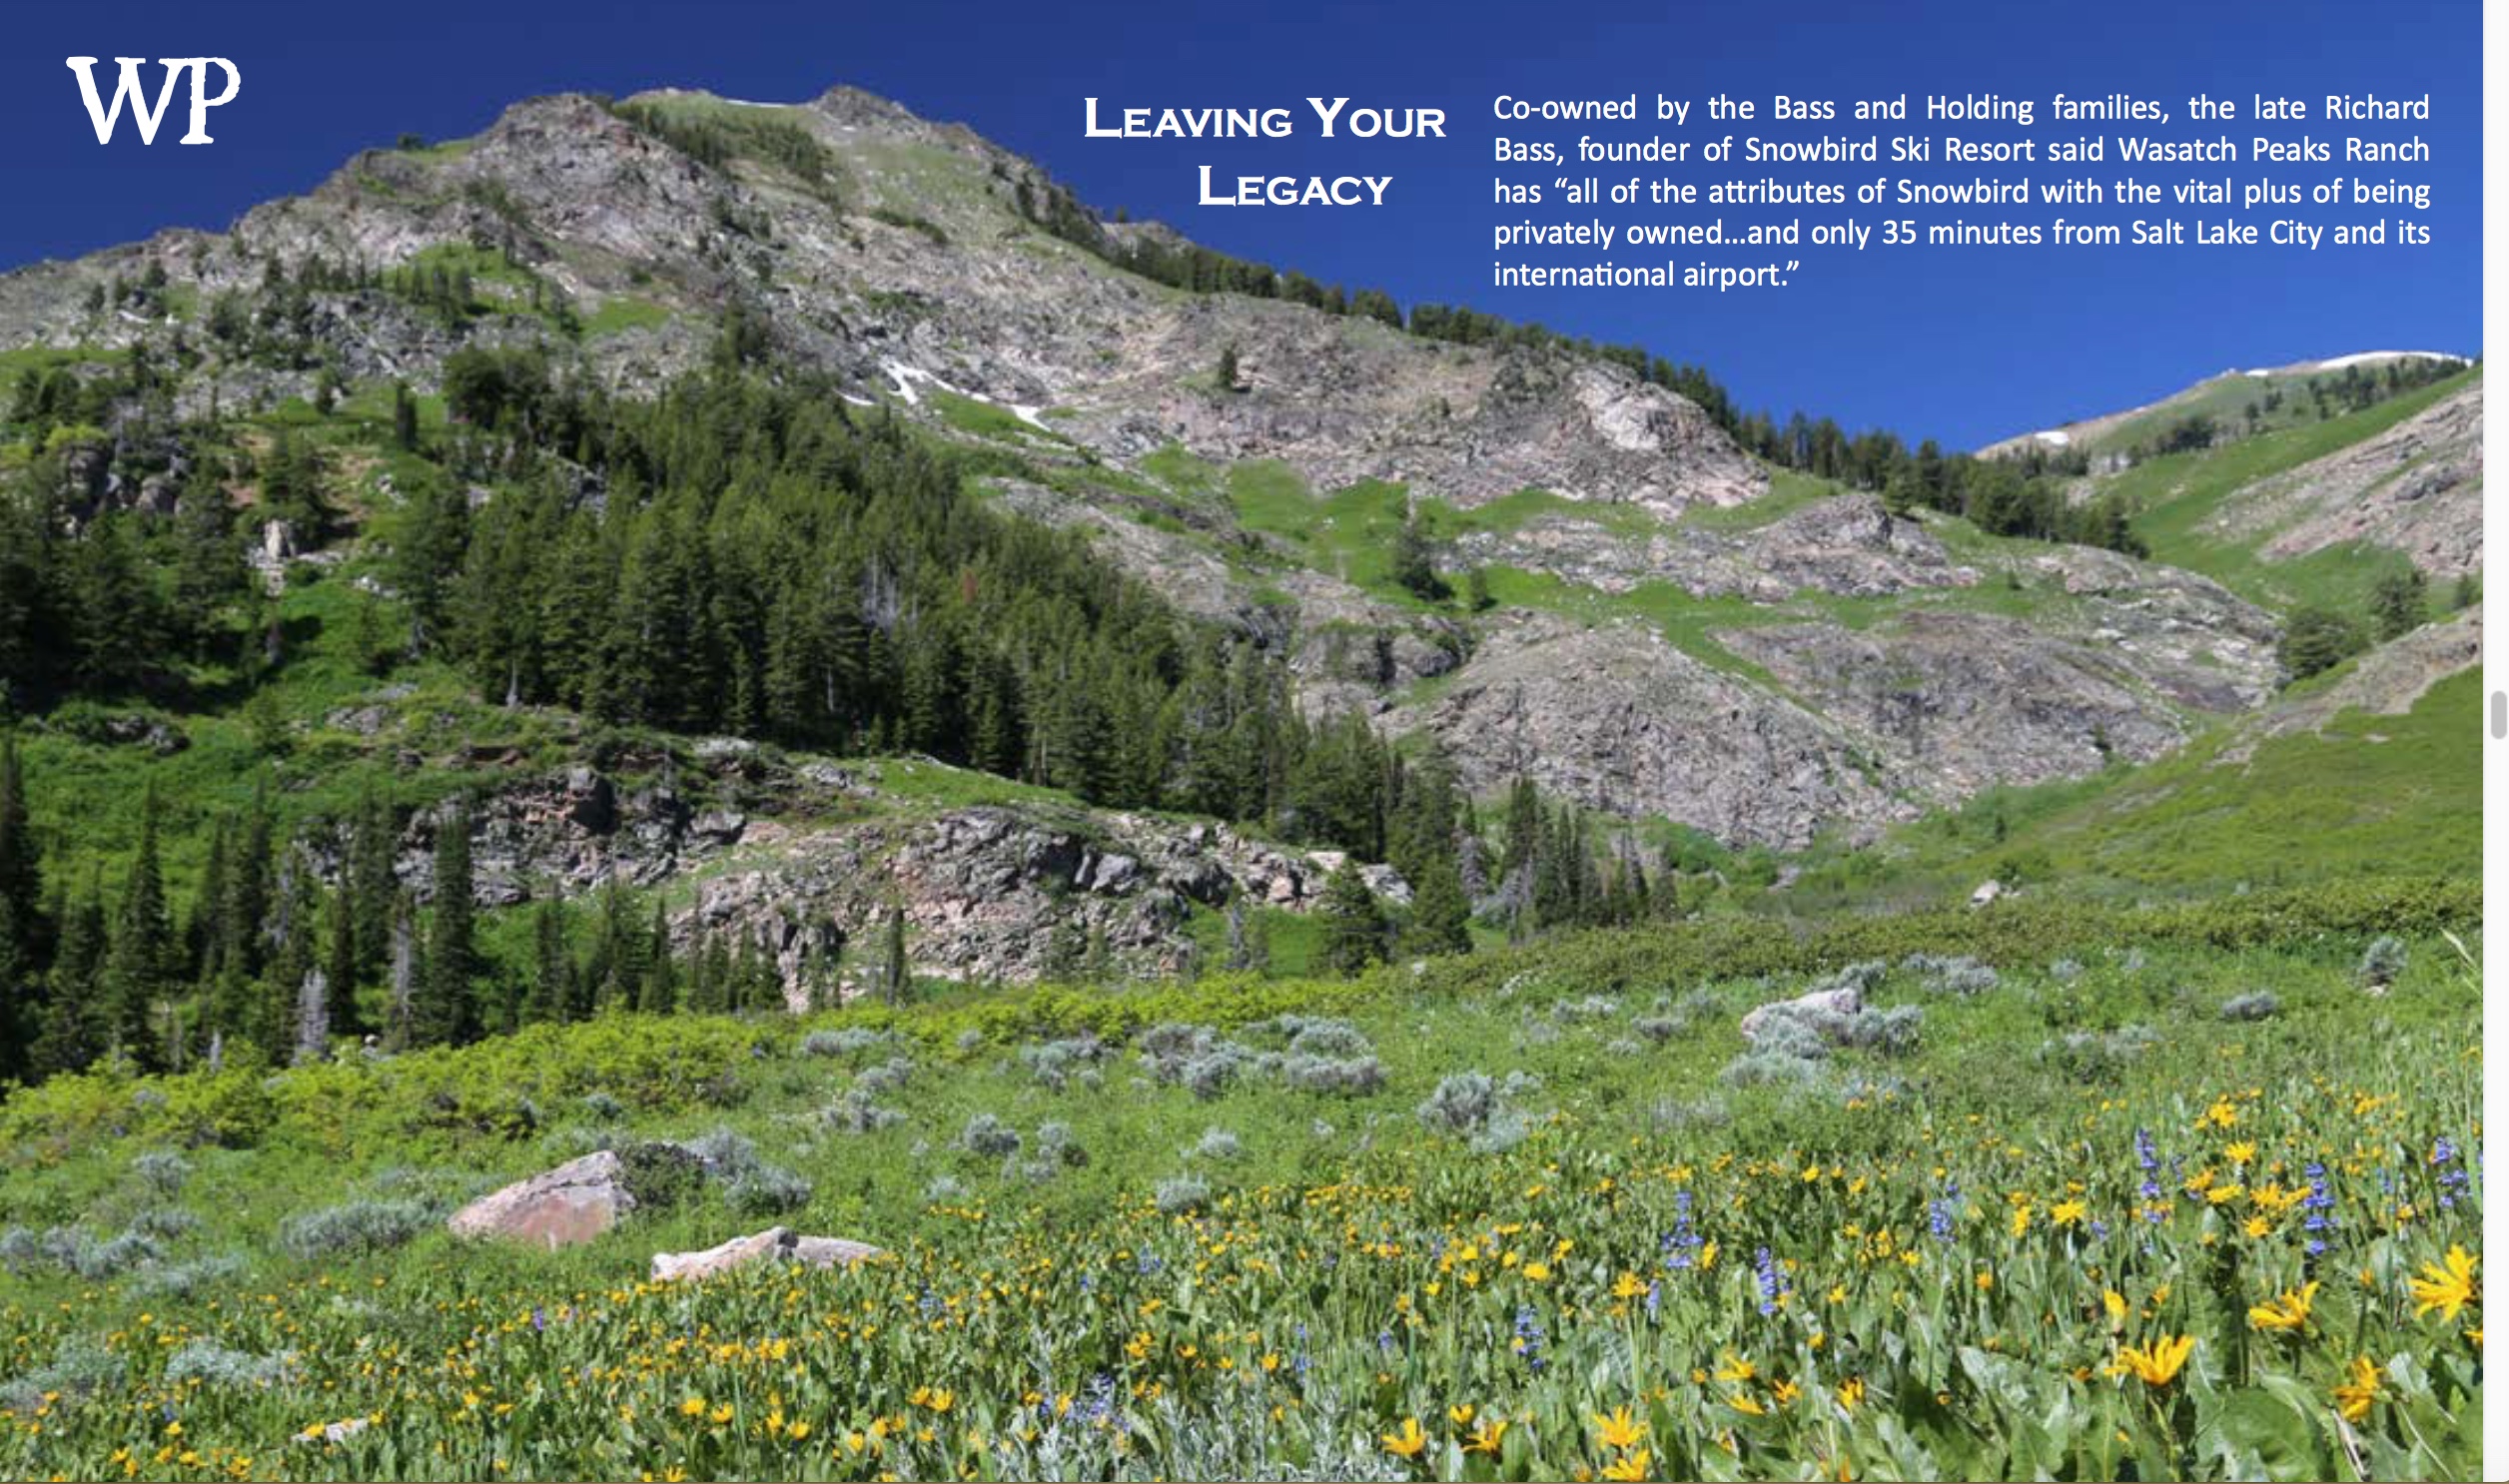 WP
LEAVING YOUR
LEGACY
Co-owned by the Bass and Holding families, the late Richard
Bass, founder of Snowbird Ski Resort said Wasatch Peaks Ranch
has “all of the attributes of Snowbird with the vital plus of being
privately owned...and only 35 minutes from Salt Lake City and its
international airport.”